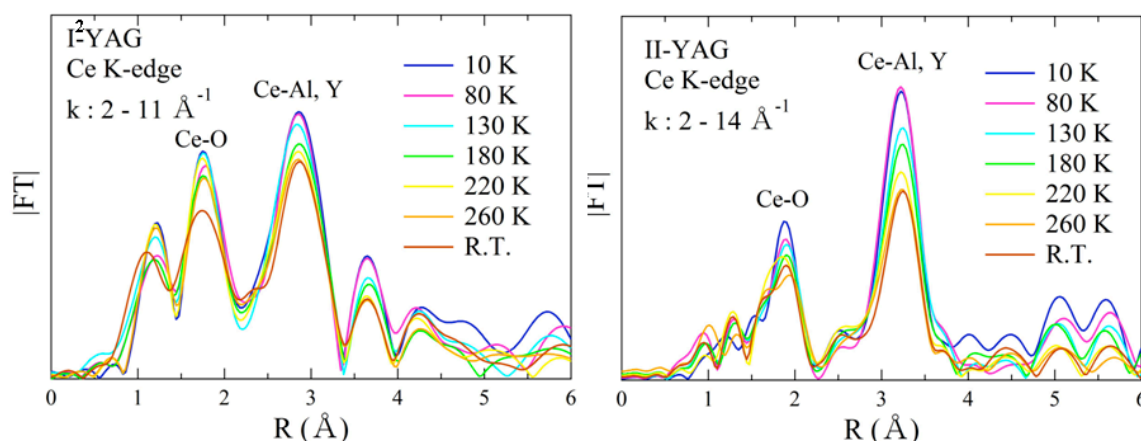 I²-YAG
Ce K-edge
k : 2 - 11 Å⁻¹
Ce-O
Ce-Al, Y
10 K
80 K
130 K
180 K
220 K
260 K
R.T.
|FT|
0 1 2 3 4 5 6
R (Å)
II-YAG
Ce K-edge
k : 2 - 14 Å⁻¹
Ce-O
Ce-Al, Y
10 K
80 K
130 K
180 K
220 K
260 K
R.T.
|FT|
0 1 2 3 4 5 6
R (Å)